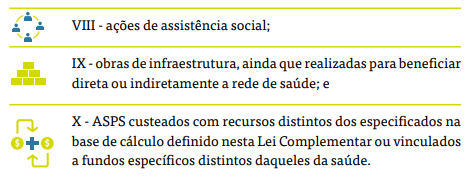 VIII - ações de assistência social;
IX - obras de infraestrutura, ainda que realizadas para beneficiar
direta ou indiretamente a rede de saúde; e
X - ASPS custeados com recursos distintos dos especificados na
base de cálculo definido nesta Lei Complementar ou vinculados
a fundos específicos distintos daqueles da saúde.